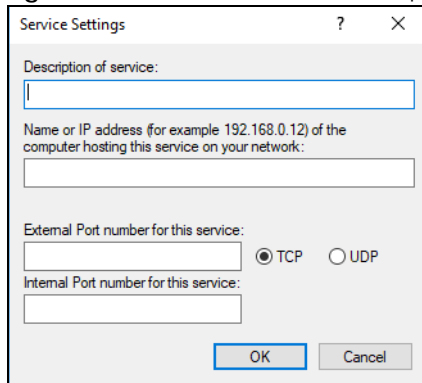 Service Settings ? ×
Description of service:
Name or IP address (for example 192.168.0.12) of the
computer hosting this service on your network:
External Port number for this service:
TCP UDP
Internal Port number for this service:
OK Cancel